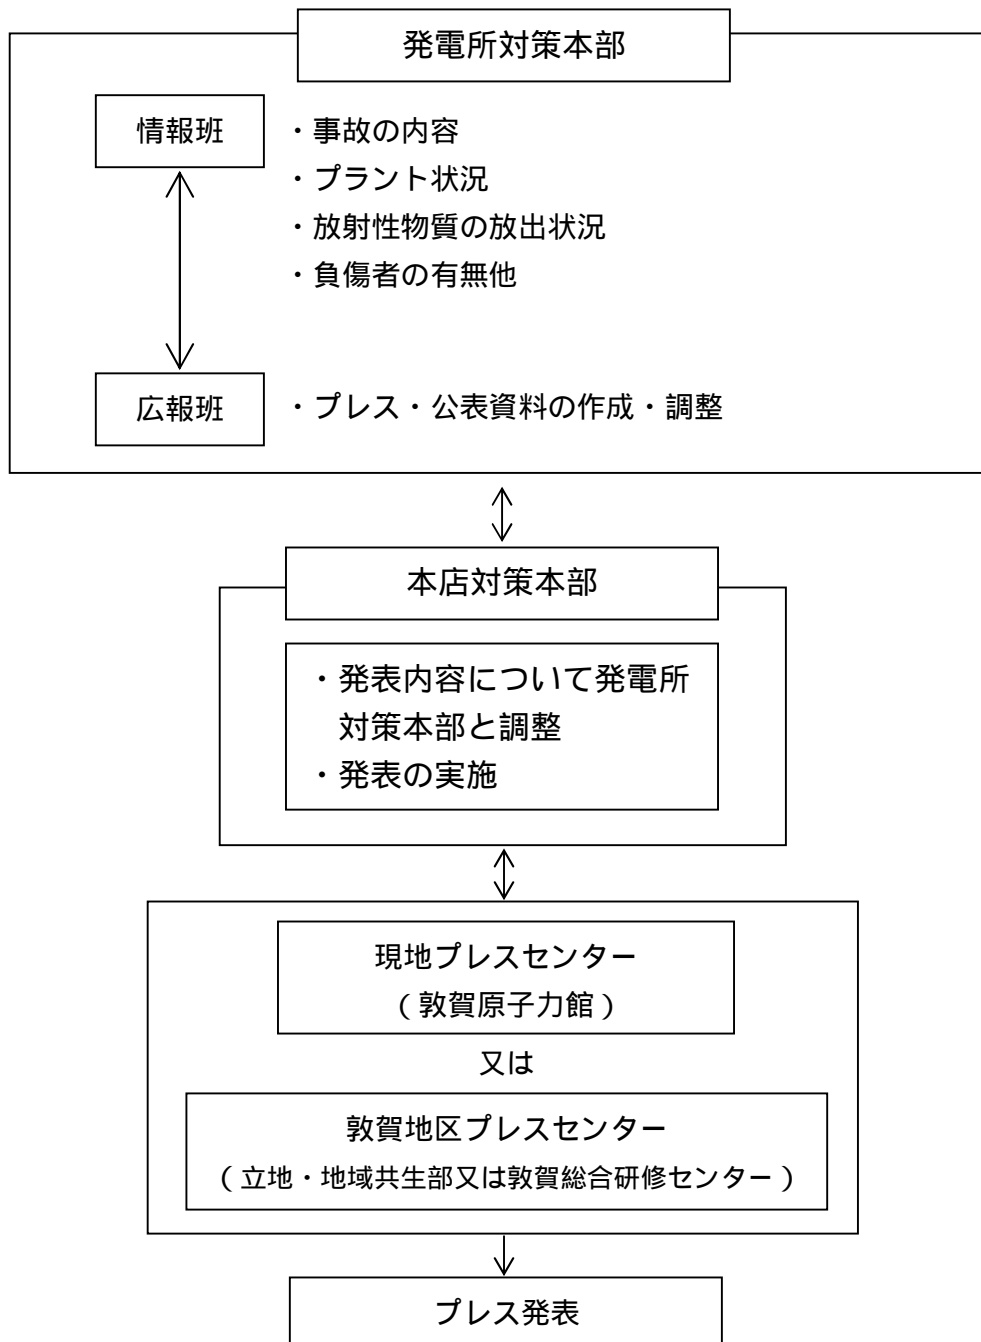 発電所対策本部
情報班
・事故の内容
・プラント状況
・放射性物質の放出状況
・負傷者の有無他
広報班
・プレス・公表資料の作成・調整
本店対策本部
・発表内容について発電所
対策本部と調整
・発表の実施
現地プレスセンター
(敦賀原子力館)
又は
敦賀地区プレスセンター
(立地・地域共生部又は敦賀総合研修センター)
プレス発表